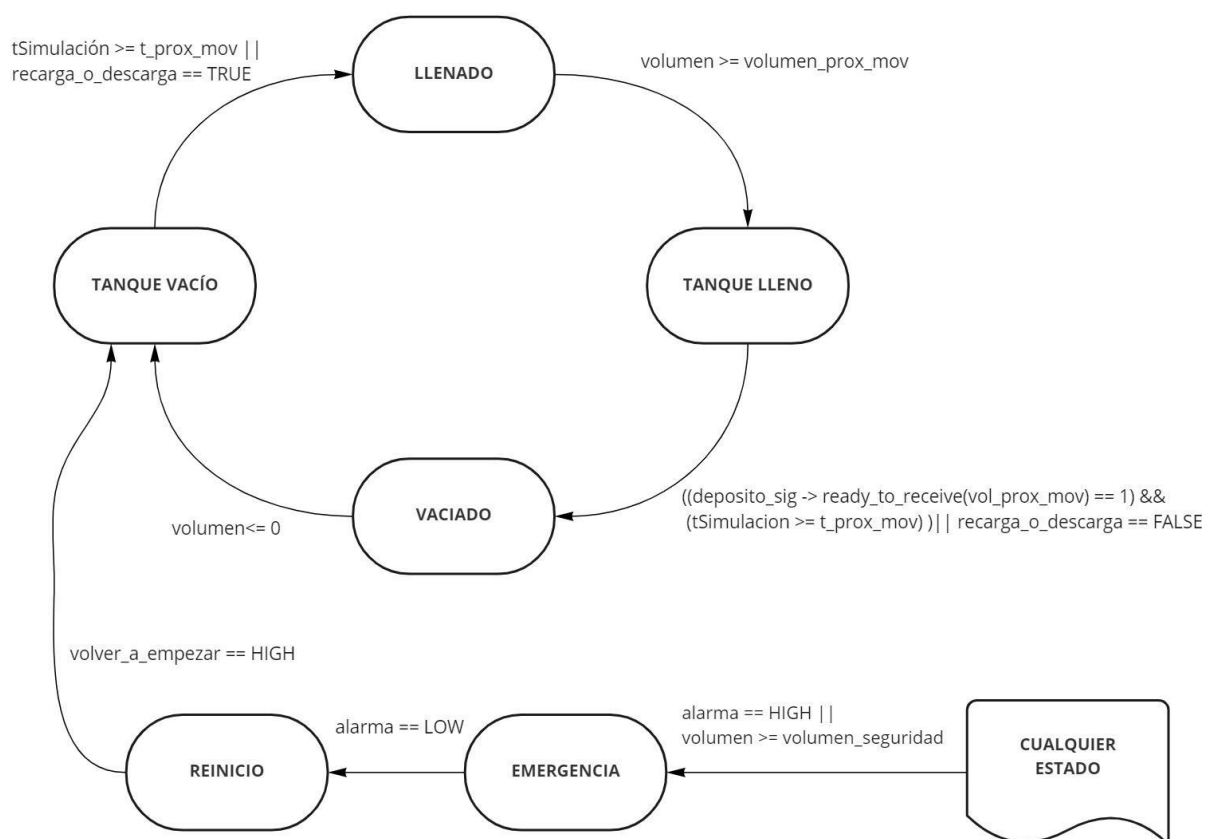 tSimulación >= t_prox_mov ||
recarga_o_descarga == TRUE
LLENADO
volumen >= volumen_prox_mov
TANQUE VACÍO
TANQUE LLENO
VACIADO
((deposito_sig -> ready_to_receive(vol_prox_mov) == 1) &&
(tSimulacion >= t_prox_mov) )|| recarga_o_descarga == FALSE
volumen<= 0
volver_a_empezar == HIGH
alarma == LOW
alarma == HIGH ||
volumen >= volumen_seguridad
REINICIO
EMERGENCIA
CUALQUIER
ESTADO